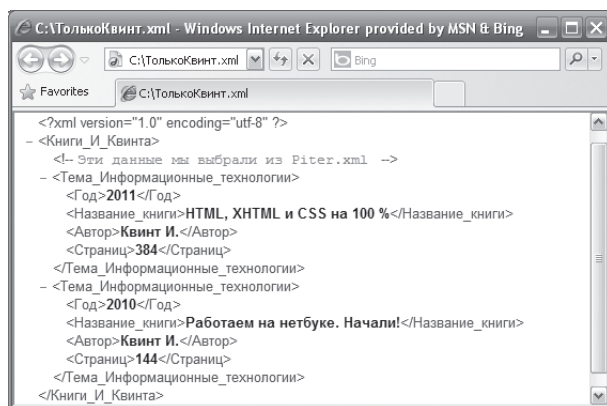 C:\ТолькоКвинт.xml - Windows Internet Explorer provided by MSN & Bing
C:\ТолькоКвинт.xml Bing
Favorites C:\ТолькоКвинт.xml
<?xml version="1.0" encoding="utf-8" ?>
- <Книги_И_Квинта>
<!-- Эти данные мы выбрали из Piter.xml -->
- <Тема_Информационные_технологии>
<Год>2011</Год>
<Название_книги>HTML, XHTML и CSS на 100 %</Название_книги>
<Автор>Квинт И.</Автор>
<Страниц>384</Страниц>
</Тема_Информационные_технологии>
- <Тема_Информационные_технологии>
<Год>2010</Год>
<Название_книги>Работаем на нетбуке. Начали!</Название_книги>
<Автор>Квинт И.</Автор>
<Страниц>144</Страниц>
</Тема_Информационные_технологии>
</Книги_И_Квинта>